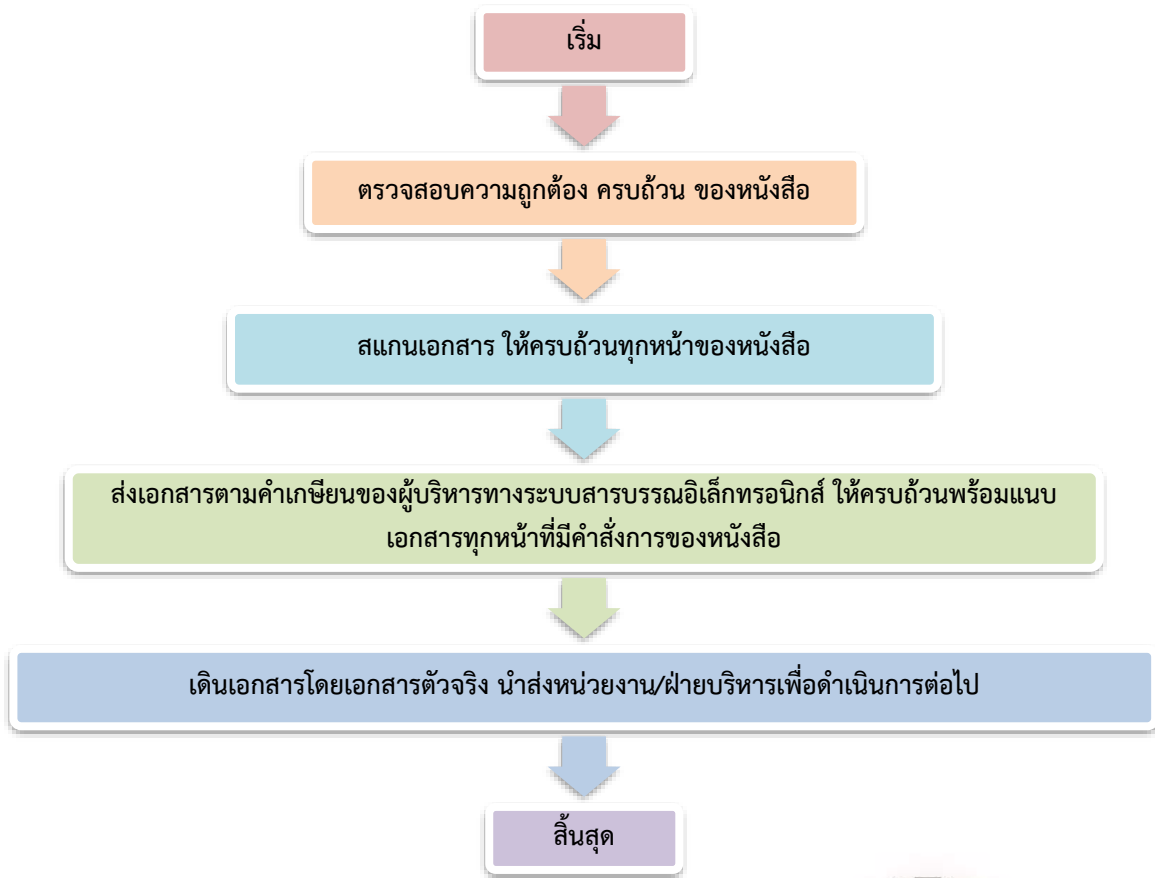 เริ่ม
ตรวจสอบความถูกต้อง ครบถ้วน ของหนังสือ
สแกนเอกสาร ให้ครบถ้วนทุกหน้าของหนังสือ
ส่งเอกสารตามคำเกษียนของผู้บริหารทางระบบสารบรรณอิเล็กทรอนิกส์ ให้ครบถ้วนพร้อมแนบ
เอกสารทุกหน้าที่มีคำสั่งการของหนังสือ
เดินเอกสารโดยเอกสารตัวจริง นำส่งหน่วยงาน/ฝ่ายบริหารเพื่อดำเนินการต่อไป
สิ้นสุด